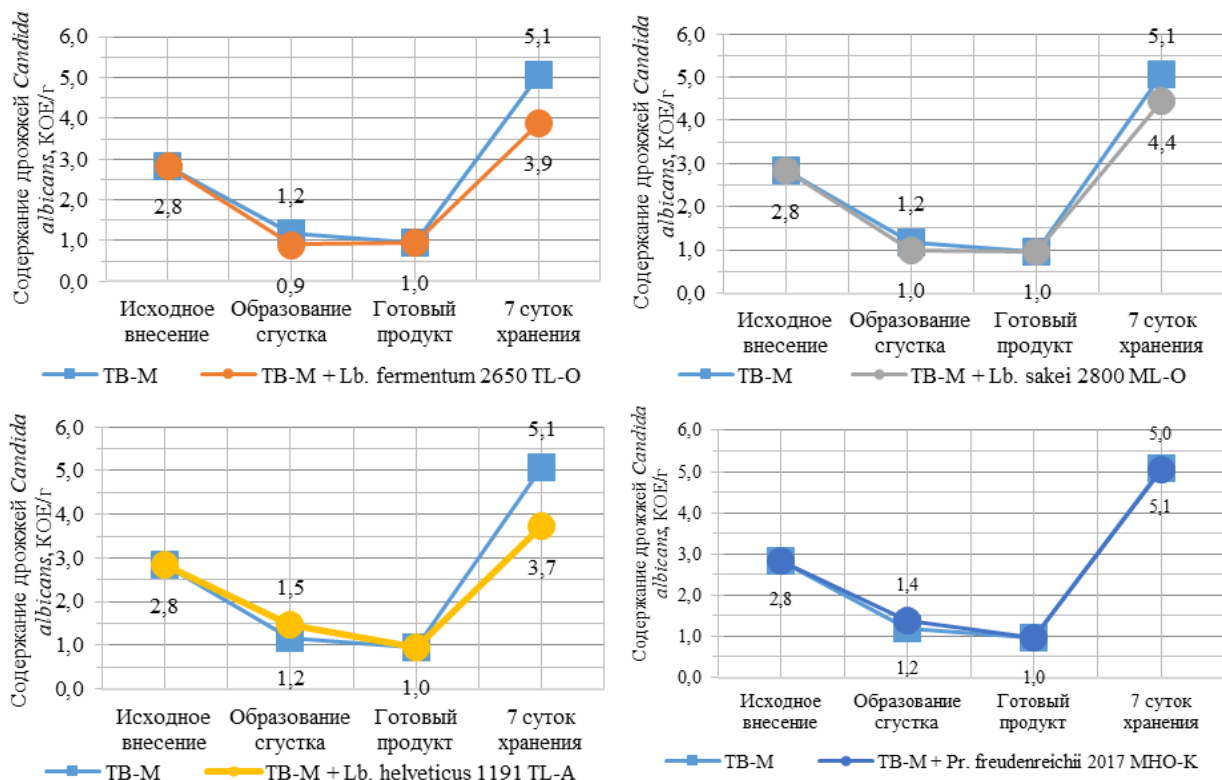 Содержание дрожжей Candida
albicans, КОЕ/г
6,0
5,0
4,0
3,0
2,0
1,0
0,0
5,1
3,9
2,8
1,2
0,9
1,0
Исходное
внесение
Образование
сгустка
Готовый
продукт
7 суток
хранения
ТВ-М
ТВ-М + Lb. fermentum 2650 TL-O
Содержание дрожжей Candida
albicans, КОЕ/г
6,0
5,0
4,0
3,0
2,0
1,0
0,0
5,1
4,4
2,8
1,2
1,0
1,0
Исходное
внесение
Образование
сгустка
Готовый
продукт
7 суток
хранения
ТВ-М
ТВ-М + Lb. sakei 2800 ML-O
Содержание дрожжей Candida
albicans, КОЕ/г
6,0
5,0
4,0
3,0
2,0
1,0
0,0
5,1
3,7
2,8
1,5
1,2
1,0
Исходное
внесение
Образование
сгустка
Готовый
продукт
7 суток
хранения
ТВ-М
ТВ-М + Lb. helveticus 1191 TL-A
Содержание дрожжей Candida
albicans, КОЕ/г
6,0
5,0
4,0
3,0
2,0
1,0
0,0
5,0
5,1
2,8
1,4
1,2
1,0
Исходное
внесение
Образование
сгустка
Готовый
продукт
7 суток
хранения
ТВ-М
ТВ-М + Pr. freudenreichii 2017 MHO-K